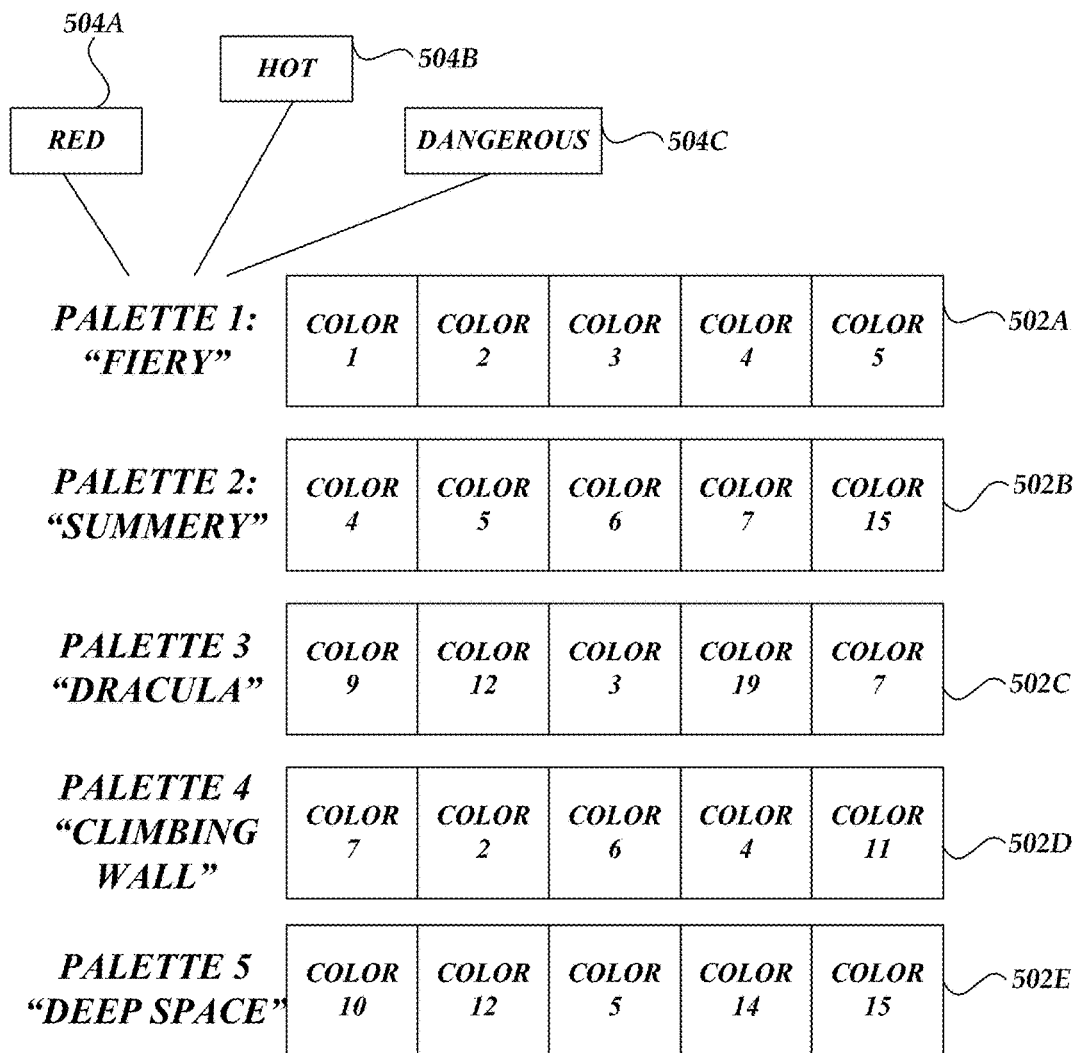 504A
HOT
504B
RED
DANGEROUS
504C
PALETTE 1:
“FIERY”
COLOR
1
COLOR
2
COLOR
3
COLOR
4
COLOR
5
502A
PALETTE 2:
“SUMMERY”
COLOR
4
COLOR
5
COLOR
6
COLOR
7
COLOR
15
502B
PALETTE 3
“DRACULA”
COLOR
9
COLOR
12
COLOR
3
COLOR
19
COLOR
7
502C
PALETTE 4
“CLIMBING
WALL”
COLOR
7
COLOR
2
COLOR
6
COLOR
4
COLOR
11
502D
PALETTE 5
“DEEP SPACE”
COLOR
10
COLOR
12
COLOR
5
COLOR
14
COLOR
15
502E